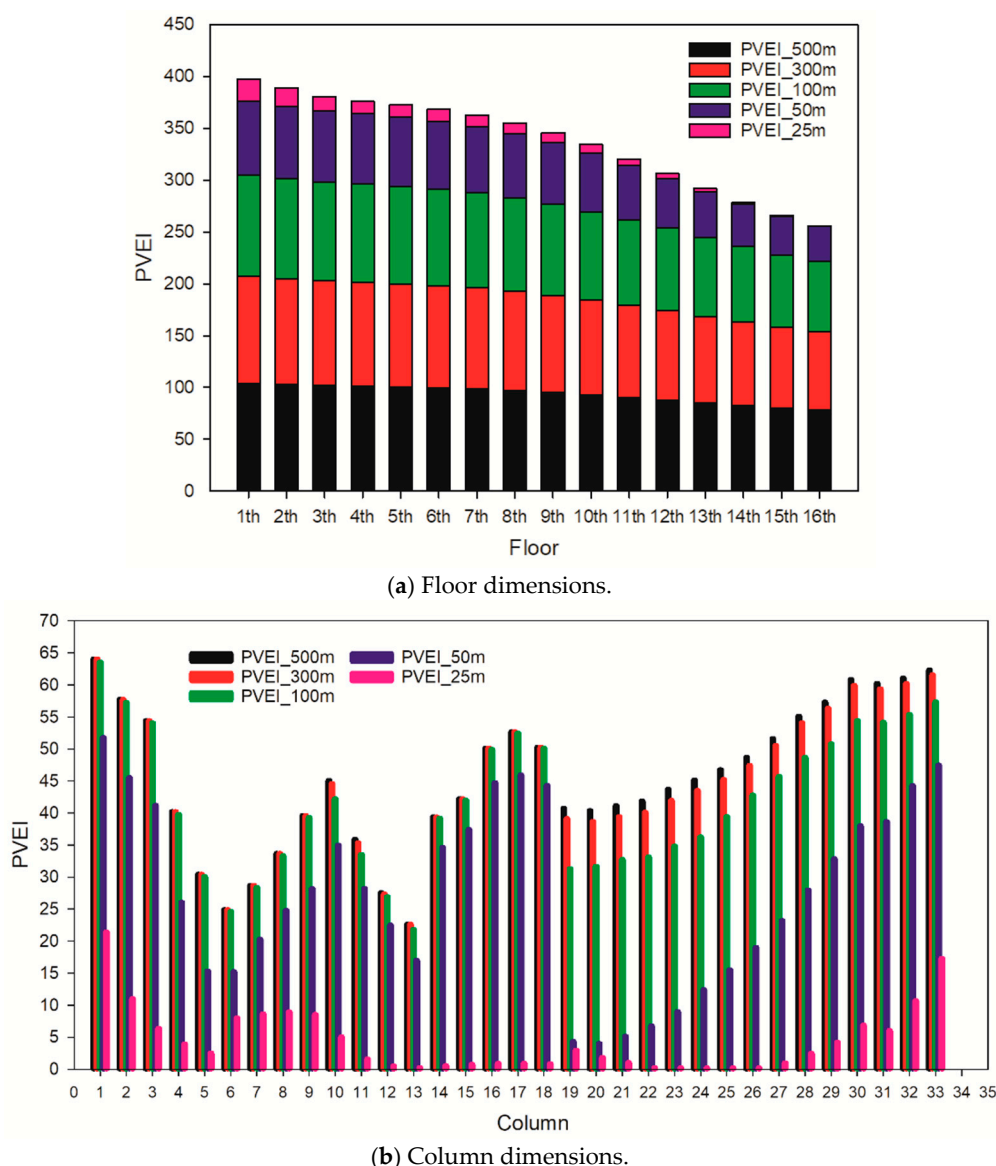 450
400
350
300
250
200
150
100
50
0
PVEI
PVEI_500m
PVEI_300m
PVEI_100m
PVEI_50m
PVEI_25m
1th 2th 3th 4th 5th 6th 7th 8th 9th 10th 11th 12th 13th 14th 15th 16th
Floor
(a) Floor dimensions.
70
65
60
55
50
45
40
35
30
25
20
15
10
5
0
PVEI
PVEI_500m PVEI_50m
PVEI_300m PVEI_25m
PVEI_100m
0 1 2 3 4 5 6 7 8 9 10 11 12 13 14 15 16 17 18 19 20 21 22 23 24 25 26 27 28 29 30 31 32 33 34 35
Column
(b) Column dimensions.